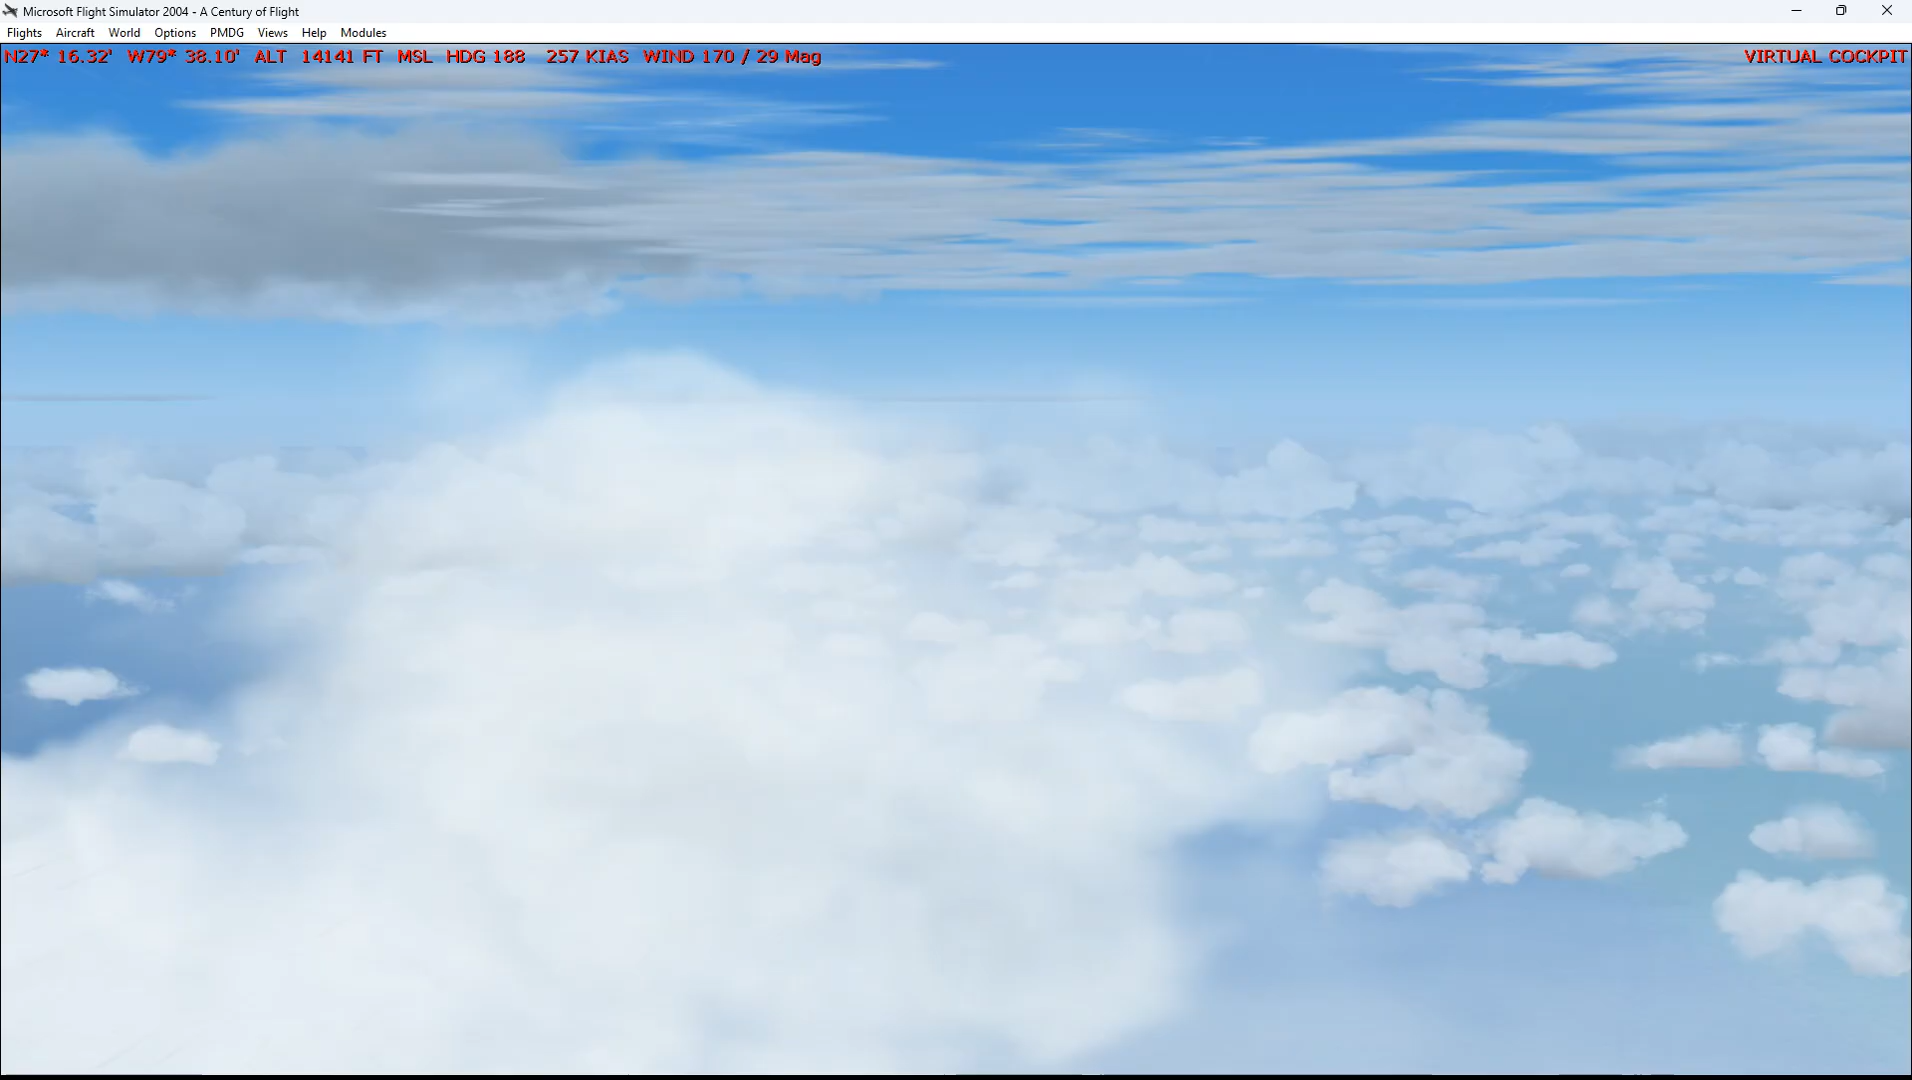 Microsoft Flight Simulator 2004 - A Century of Flight
Flights Aircraft World Options PMDG Views Help Modules
N27* 16.32' W79* 38.10' ALT 14141 FT MSL HDG 188 257 KIAS WIND 170 / 29 Mag VIRTUAL COCKPIT